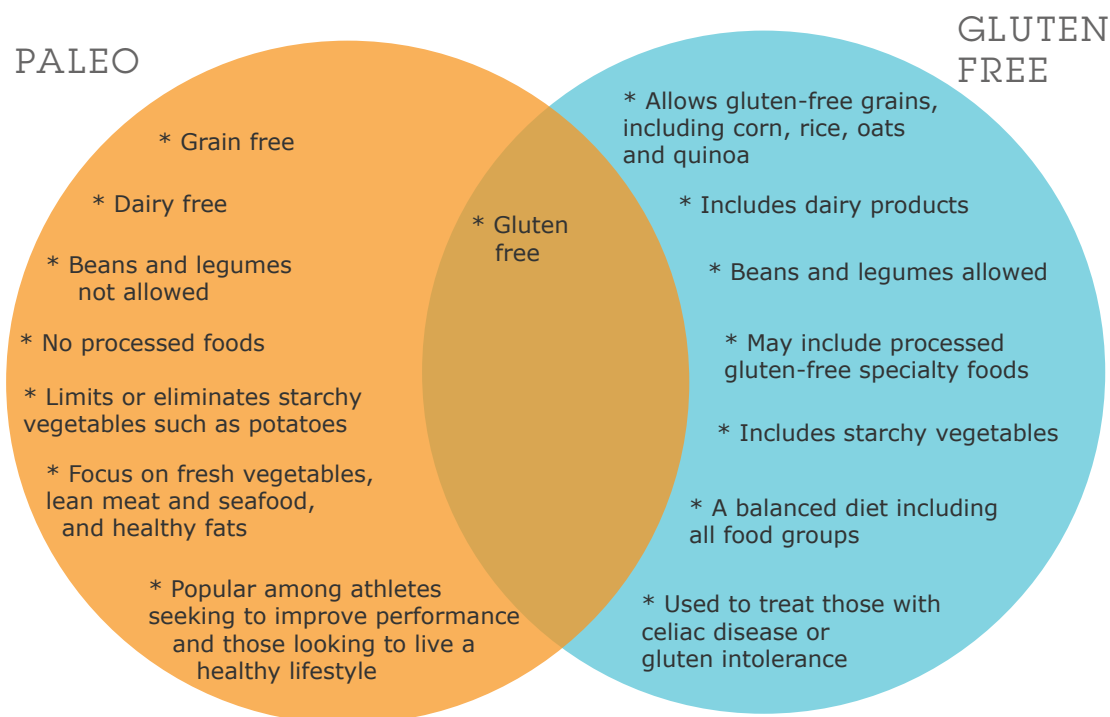 PALEO
* Grain free
* Dairy free
* Beans and legumes
not allowed
* No processed foods
* Limits or eliminates starchy
vegetables such as potatoes
* Focus on fresh vegetables,
lean meat and seafood,
and healthy fats
* Popular among athletes
seeking to improve performance
and those looking to live a
healthy lifestyle
* Gluten
free
GLUTEN
FREE
* Allows gluten-free grains,
including corn, rice, oats
and quinoa
* Includes dairy products
* Beans and legumes allowed
* May include processed
gluten-free specialty foods
* Includes starchy vegetables
* A balanced diet including
all food groups
* Used to treat those with
celiac disease or
gluten intolerance